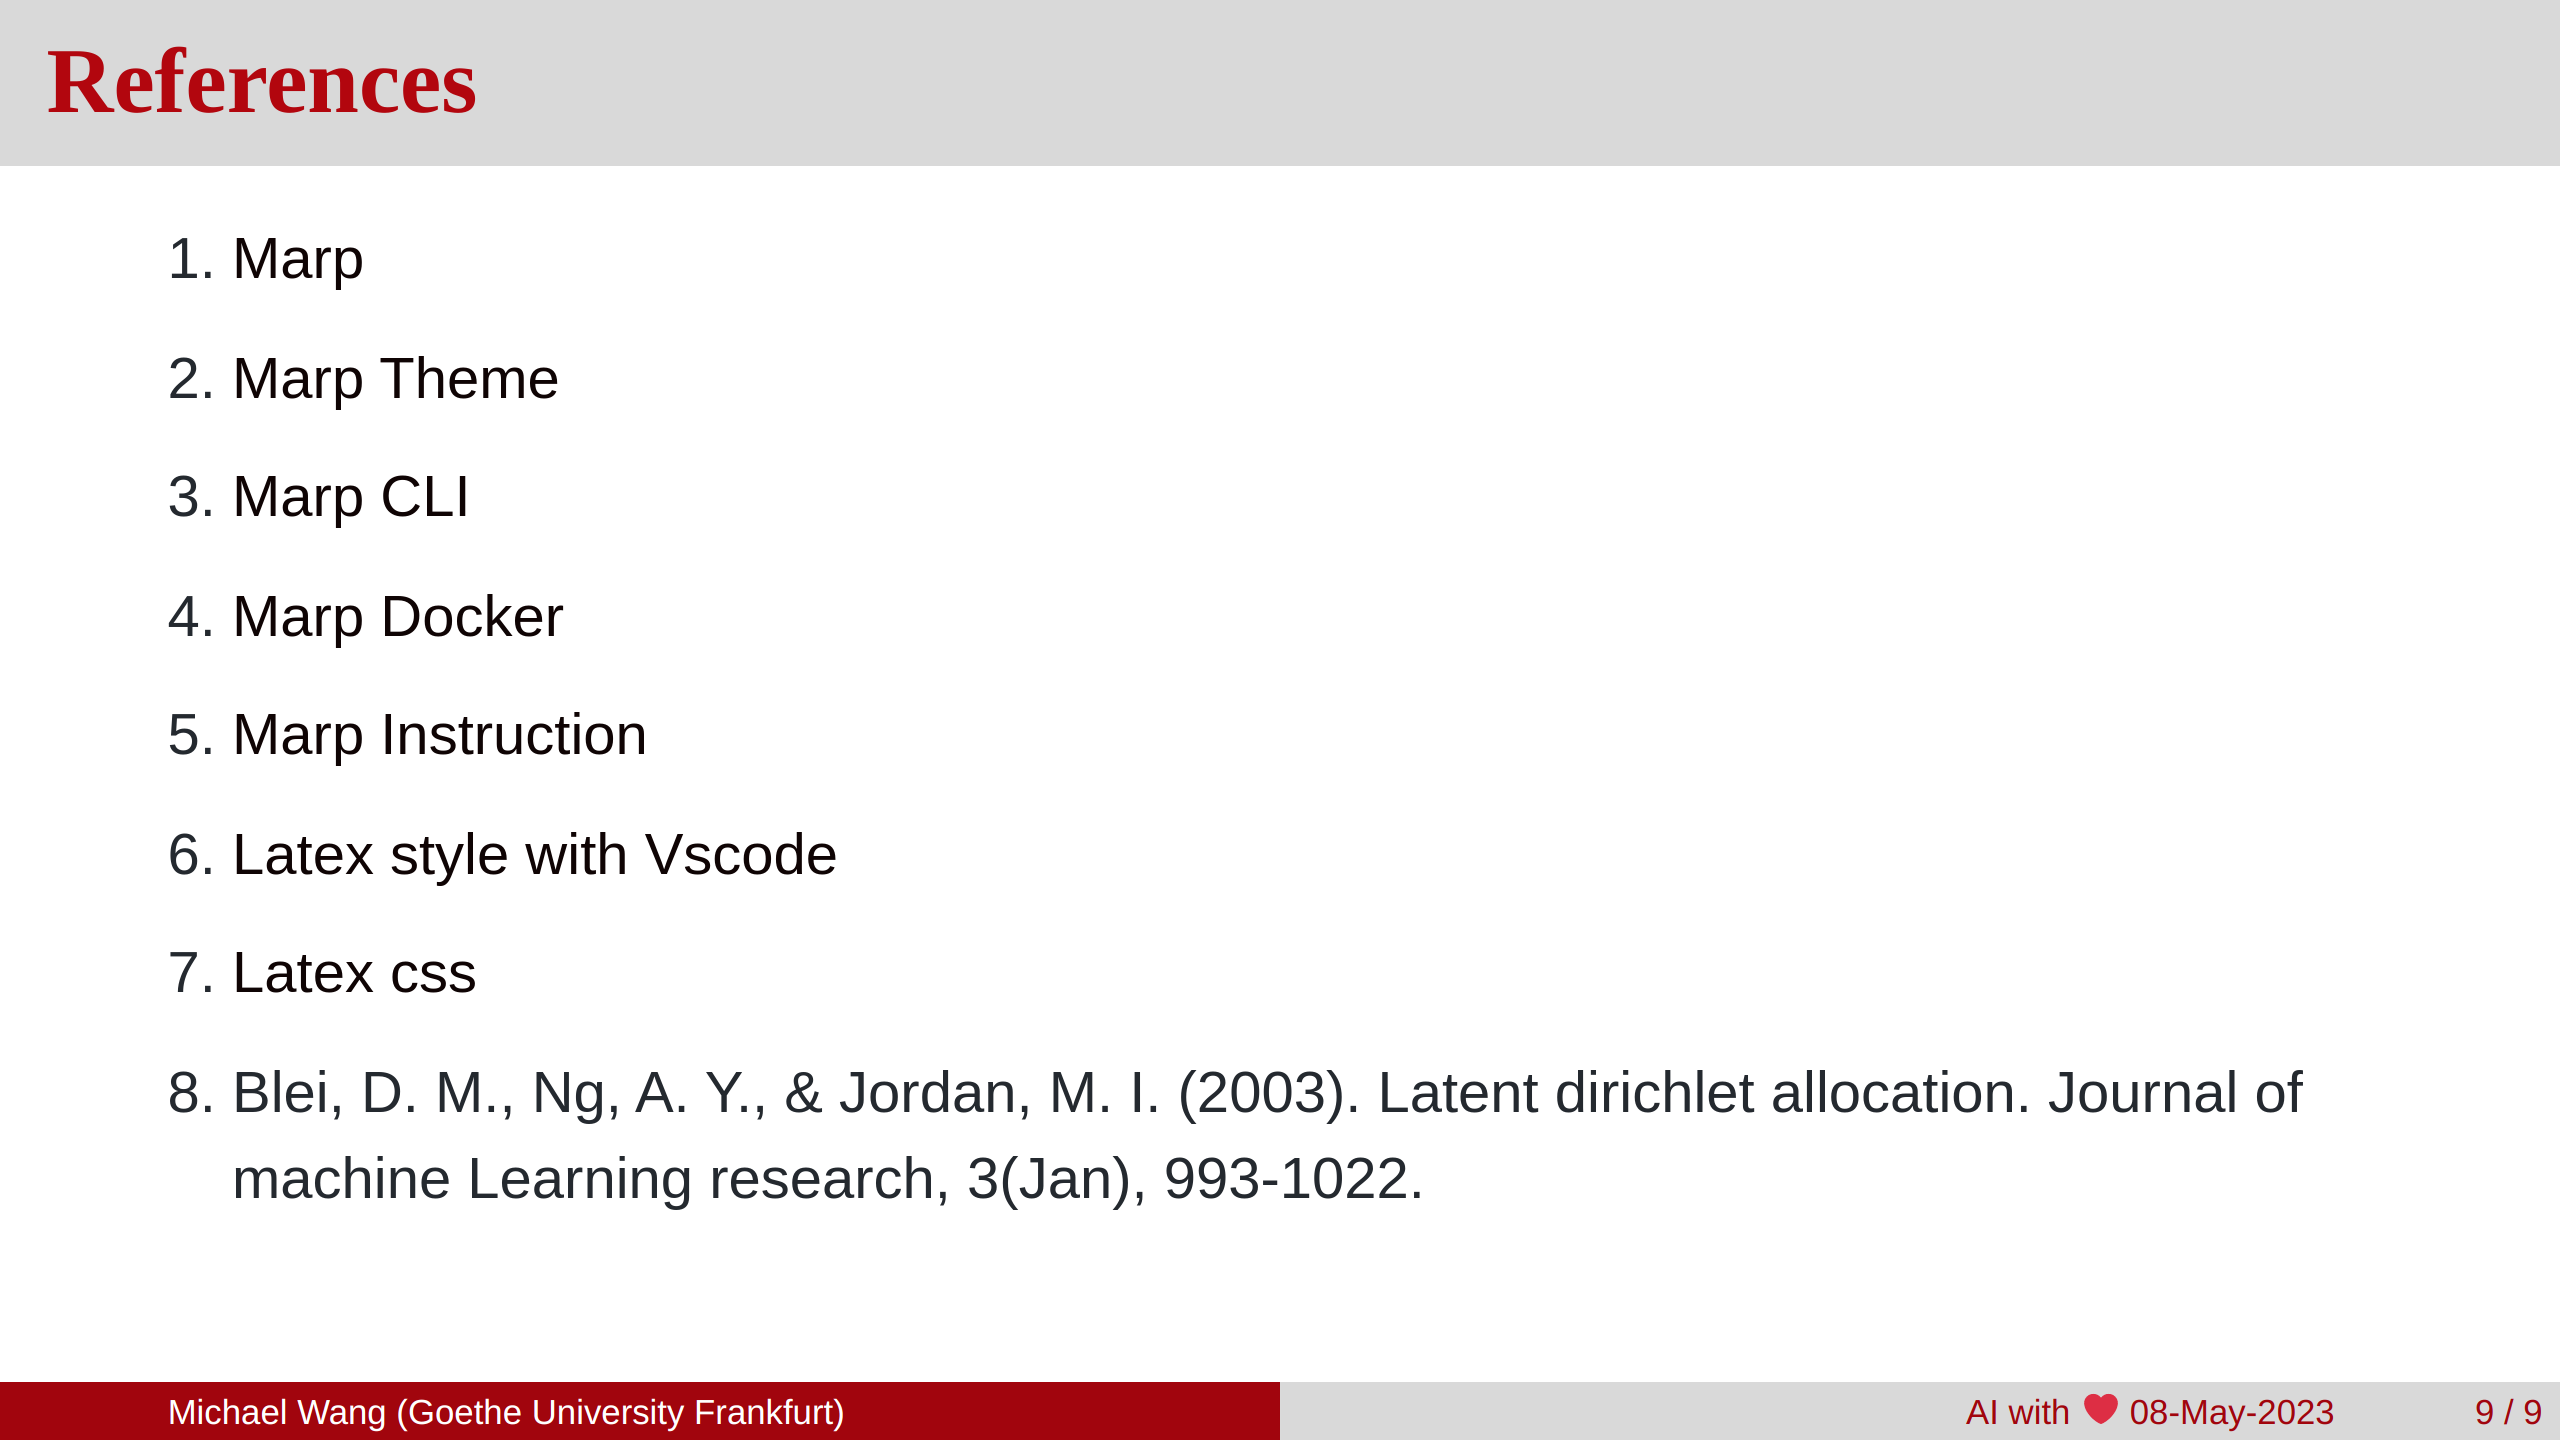 References
1. Marp
2. Marp Theme
3. Marp CLI
4. Marp Docker
5. Marp Instruction
6. Latex style with Vscode
7. Latex css
8. Blei, D. M., Ng, A. Y., & Jordan, M. I. (2003). Latent dirichlet allocation. Journal of
machine Learning research, 3(Jan), 993-1022.
Michael Wang (Goethe University Frankfurt)
AI with ❤️ 08-May-2023
9 / 9